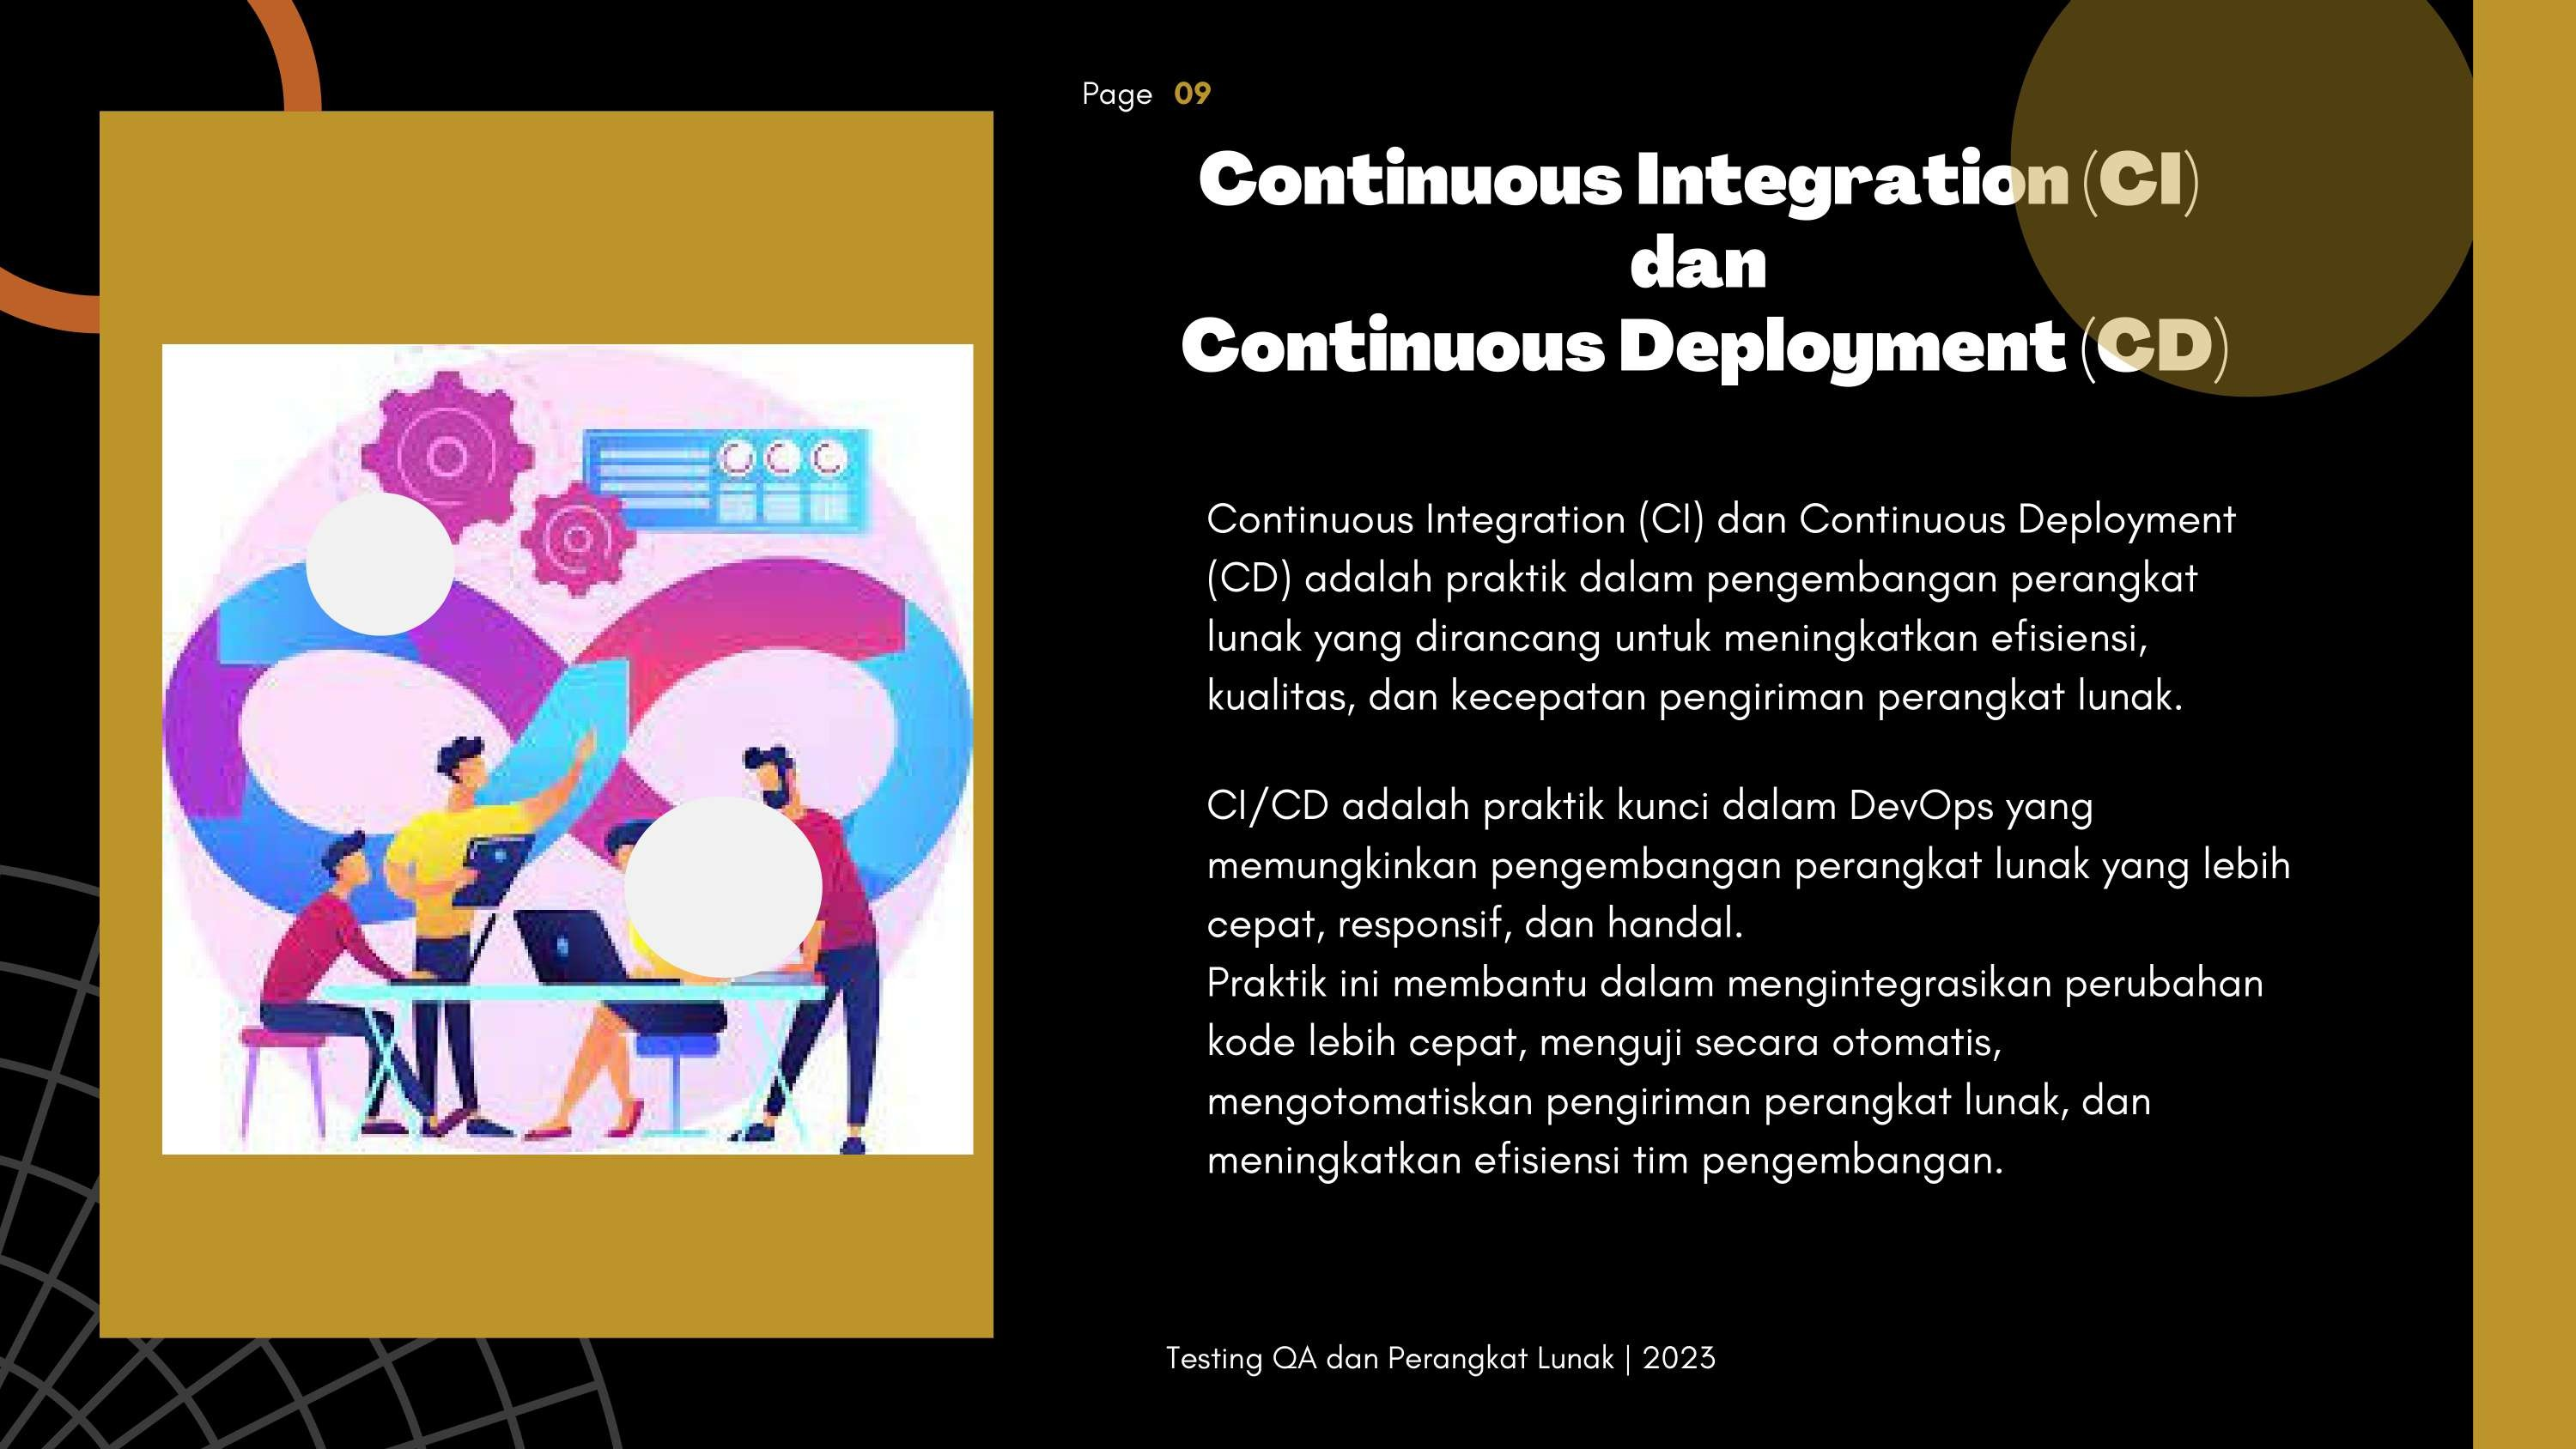 Page 09
Continuous Integration (CI)
dan
Continuous Deployment (CD)
Continuous Integration (CI) dan Continuous Deployment
(CD) adalah praktik dalam pengembangan perangkat
lunak yang dirancang untuk meningkatkan efisiensi,
kualitas, dan kecepatan pengiriman perangkat lunak.
CI/CD adalah praktik kunci dalam DevOps yang
memungkinkan pengembangan perangkat lunak yang lebih
cepat, responsif, dan handal.
Praktik ini membantu dalam mengintegrasikan perubahan
kode lebih cepat, menguji secara otomatis,
mengotomatiskan pengiriman perangkat lunak, dan
meningkatkan efisiensi tim pengembangan.
Testing QA dan Perangkat Lunak | 2023